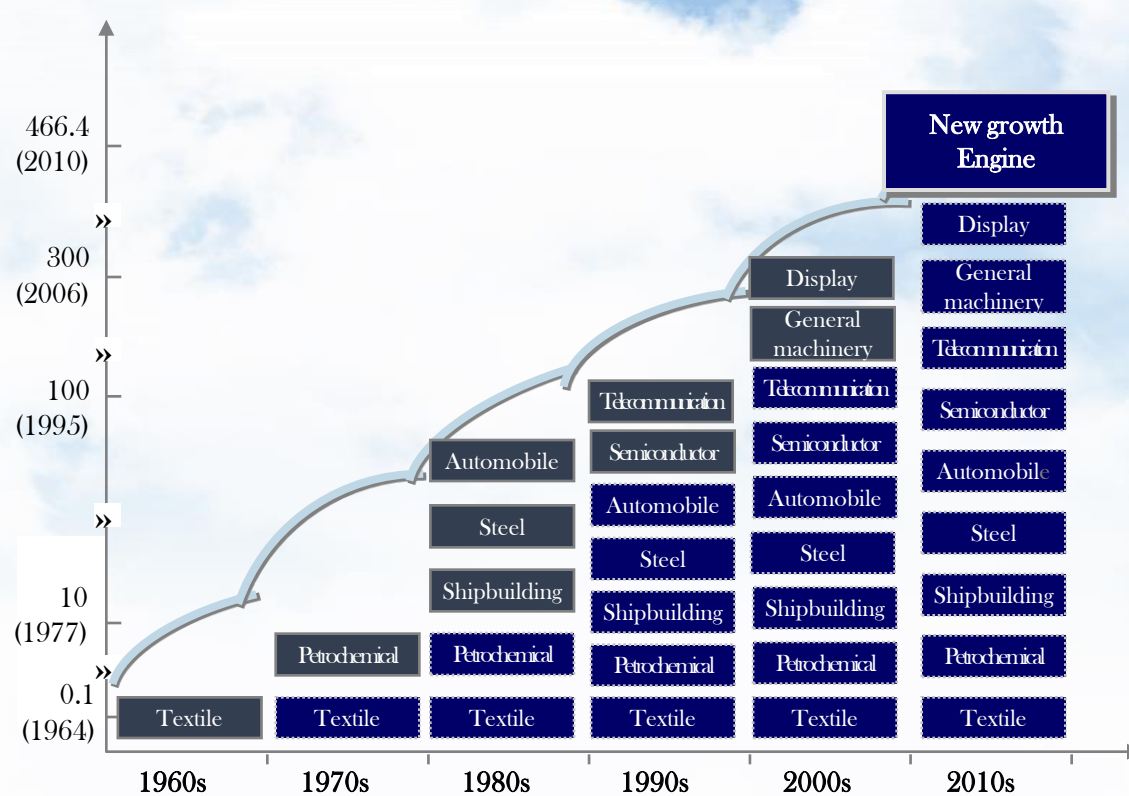 466.4
(2010)
»
300
(2006)
»
100
(1995)
»
10
(1977)
»
0.1
(1964)
New growth
Engine
Display
General
machinery
Telecommunication
Semiconductor
Automobile
Steel
Shipbuilding
Petrochemical
Textile
Display
General
machinery
Telecommunication
Semiconductor
Automobile
Steel
Shipbuilding
Petrochemical
Textile
Telecommunication
Semiconductor
Automobile
Steel
Shipbuilding
Petrochemical
Textile
Automobile
Steel
Shipbuilding
Petrochemical
Textile
Petrochemical
Textile
Textile
1960s
1970s
1980s
1990s
2000s
2010s